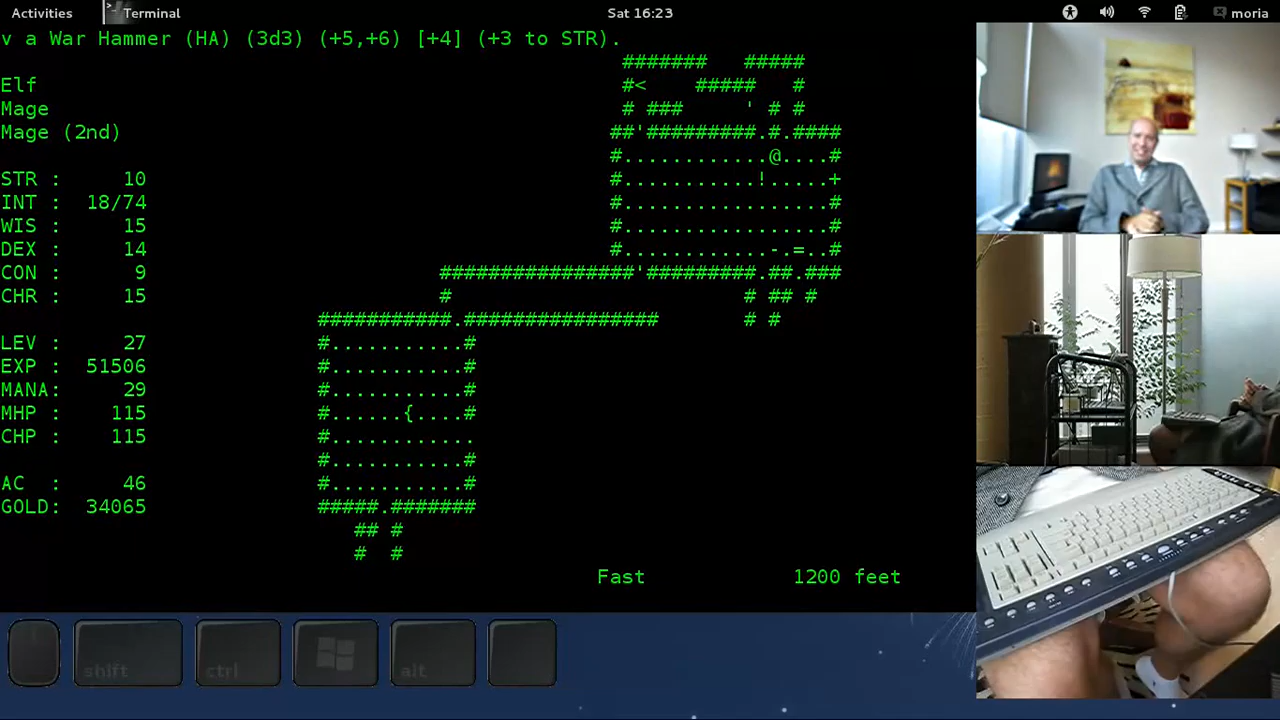 Activities Terminal Sat 16:23 moria
v a War Hammer (HA) (3d3) (+5,+6) [+4] (+3 to STR).
####### #####
Elf #< ##### #
Mage # ### ' # #
Mage (2nd) ##'#########.#.####
#............@....#
STR : 10 #...........!.....+
INT : 18/74 #.................#
WIS : 15 #.................#
DEX : 14 #............-.=..#
CON : 9 ################'#########.##.###
CHR : 15 # # ## #
###########.################ # #
LEV : 27 #...........#
EXP : 51506 #...........#
MANA: 29 #...........#
MHP : 115 #......{....#
CHP : 115 #............
#...........#
AC : 46 #...........#
GOLD: 34065 #####.#######
## #
# #
Fast 1200 feet
shift ctrl alt